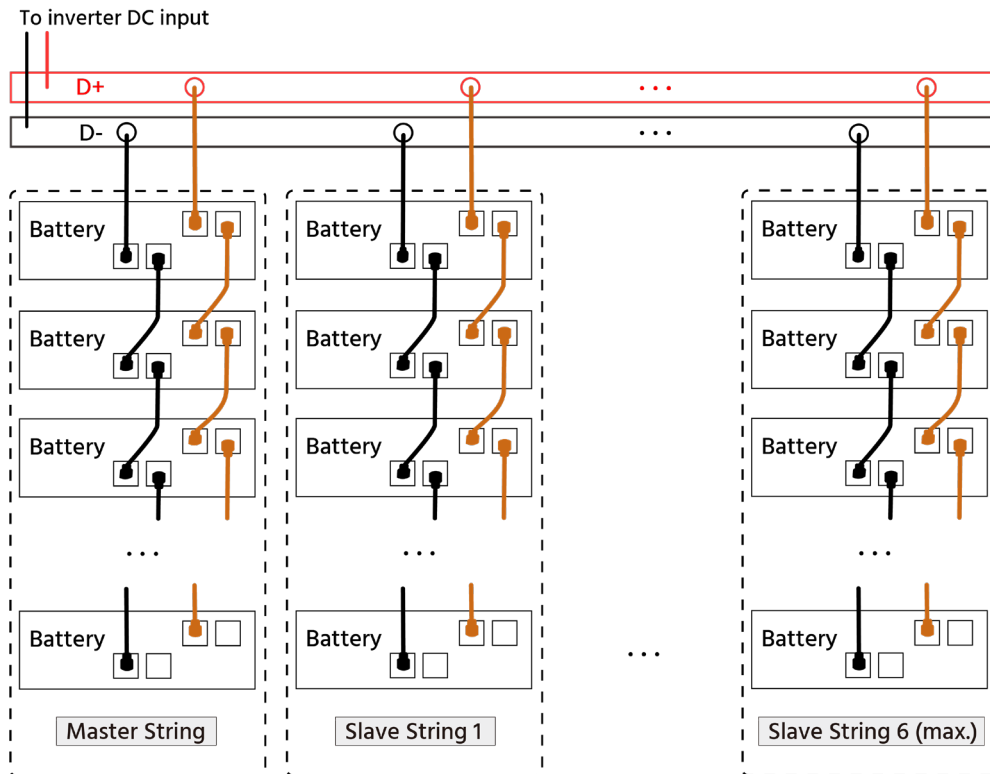 To inverter DC input
D+
...
D-
...
Battery
Battery
Battery
Battery
Battery
Battery
Battery
Battery
Battery
...
...
...
Battery
Battery
Battery
...
Master String
Slave String 1
Slave String 6 (max.)